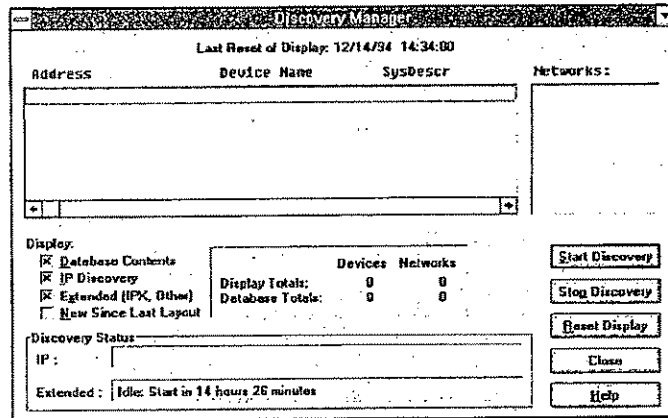 Discovery Manager
Last Reset of Display: 12/14/94 14:34:00
Address Device Name SysDescr Networks:
Display:
Database Contents
IP Discovery
Extended (IPX, Other)
New Since Last Layout
Devices Networks
Display Totals: 0 0
Database Totals: 0 0
Start Discovery
Stop Discovery
Reset Display
Close
Help
Discovery Status
IP :
Extended : Idle: Start in 14 hours 26 minutes